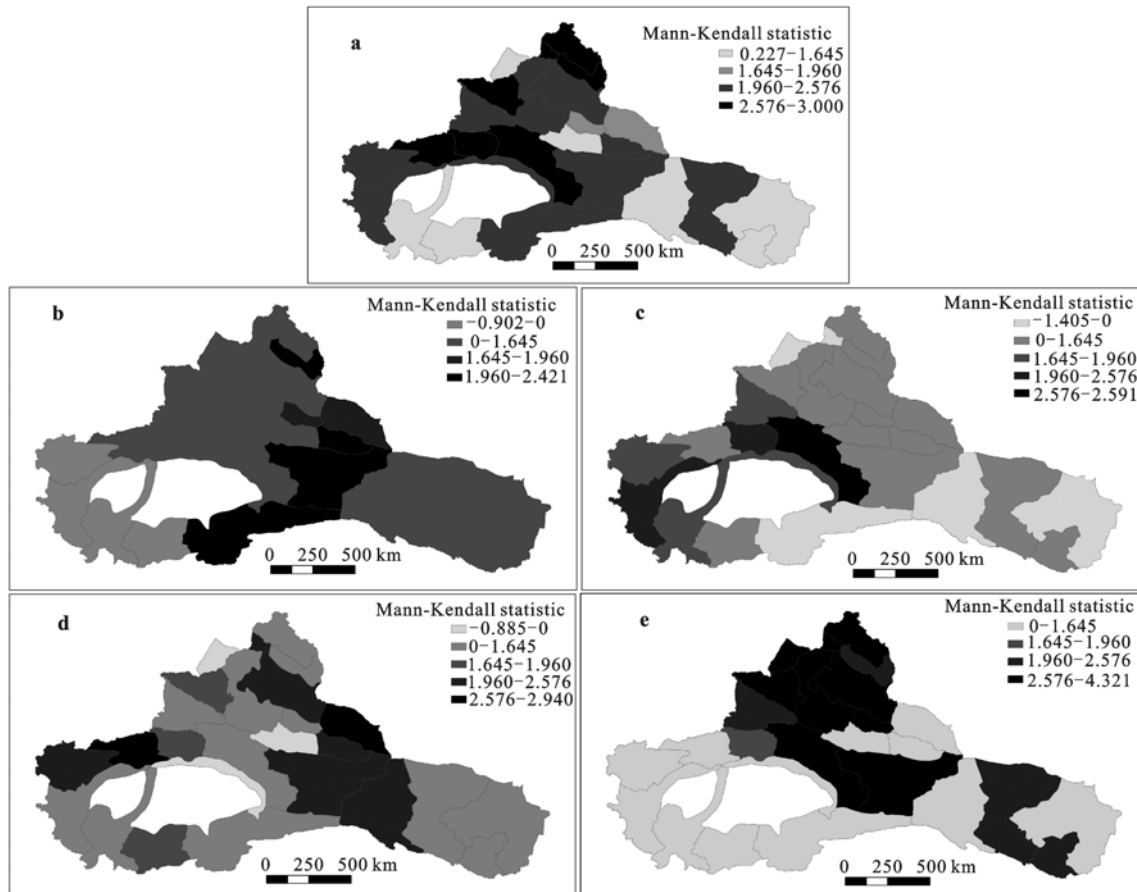 a
Mann-Kendall statistic
0.227-1.645
1.645-1.960
1.960-2.576
2.576-3.000
0 250 500 km
b
Mann-Kendall statistic
-0.902-0
0-1.645
1.645-1.960
1.960-2.421
0 250 500 km
c
Mann-Kendall statistic
-1.405-0
0-1.645
1.645-1.960
1.960-2.576
2.576-2.591
0 250 500 km
d
Mann-Kendall statistic
-0.885-0
0-1.645
1.645-1.960
1.960-2.576
2.576-2.940
0 250 500 km
e
Mann-Kendall statistic
0-1.645
1.645-1.960
1.960-2.576
2.576-4.321
0 250 500 km